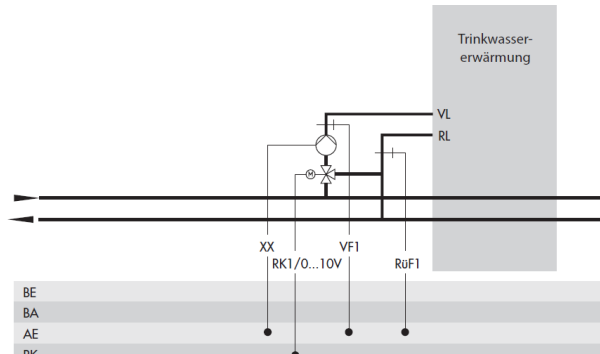 Trinkwasser-
erwärmung
VL
RL
M
XX
VF1
RK1/0...10V
RüF1
BE
BA
AE